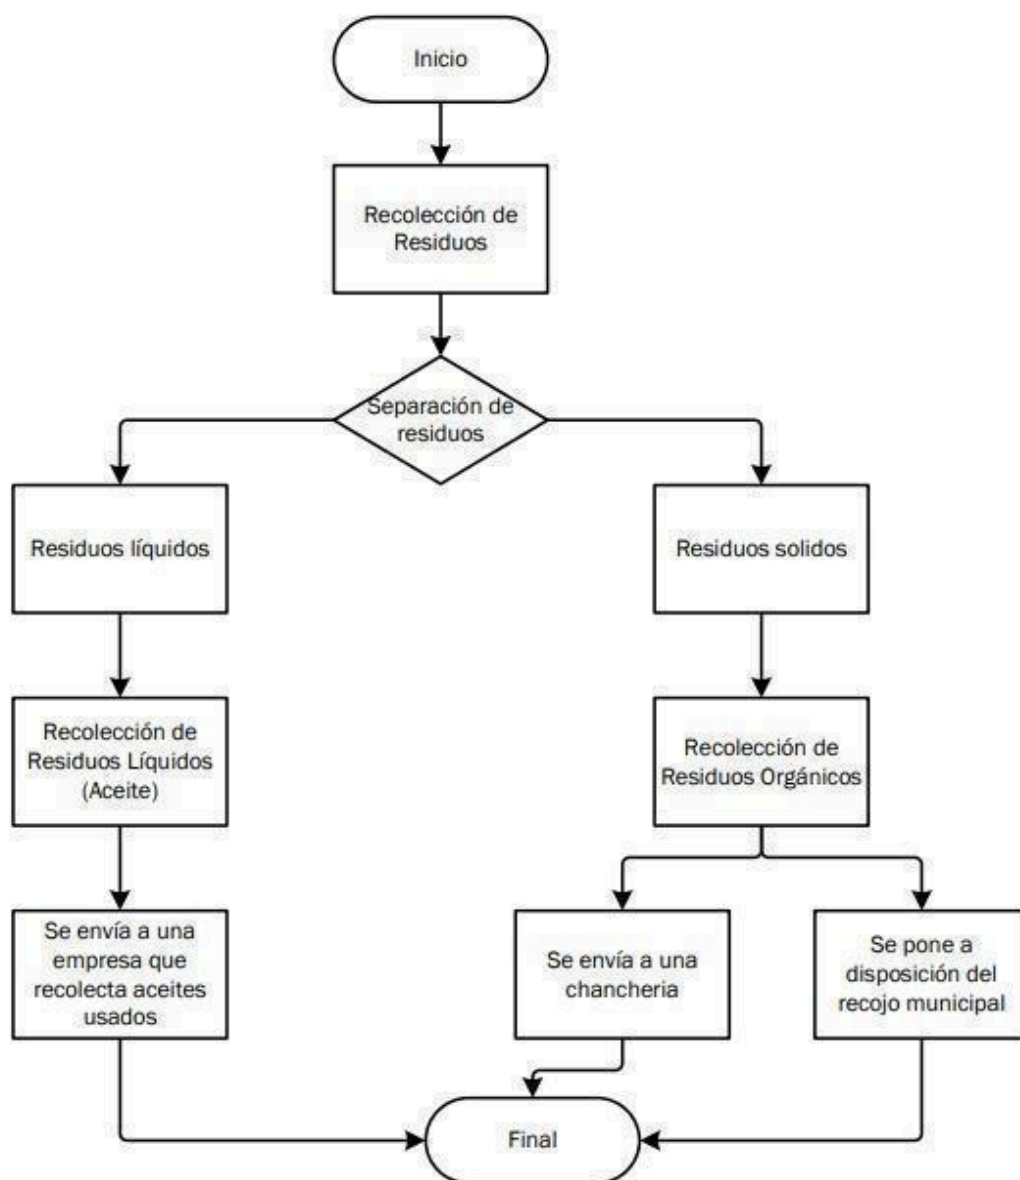 Inicio
Recolección de
Residuos
Separación de
residuos
Residuos líquidos
Residuos solidos
Recolección de
Residuos Líquidos
(Aceite)
Recolección de
Residuos Orgánicos
Se envía a una
empresa que
recolecta aceites
usados
Se envía a una
chancheria
Se pone a
disposición del
recojo municipal
Final